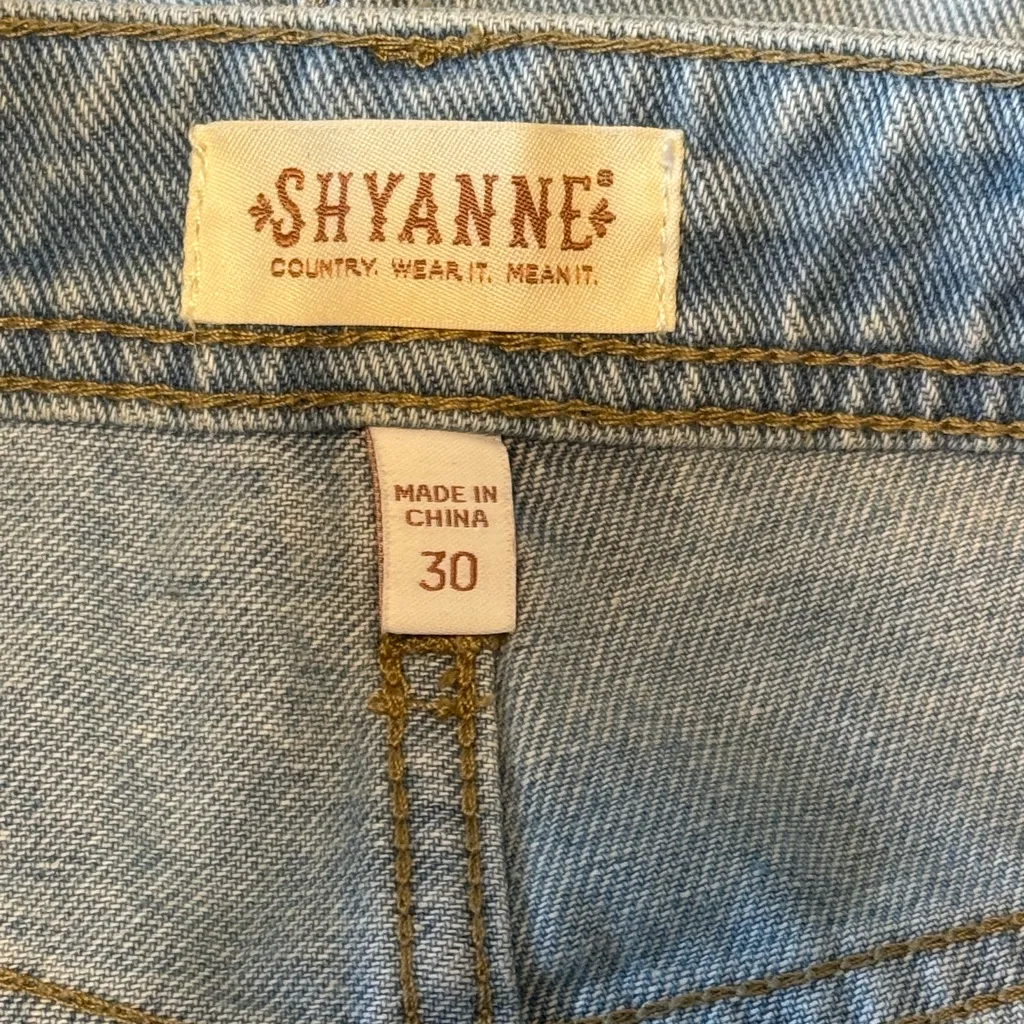 SHYANNE®
COUNTRY. WEAR IT. MEAN IT.
MADE IN
CHINA
30